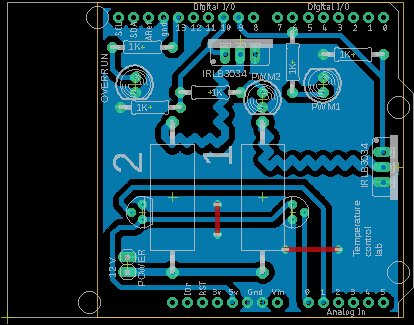 Digital I/O
Digital I/O
SCL
SDA
ARef
13 12 11 10 9 8
7 6 5 4 3 2 1 0
1K
1K
1K
OVERRUN
IRLB3034
PWM2
1K
1K
PWM1
IRLB3034
2
1
Temperature
control
lab
12V
POWER
IOr
RST
3v 5v Gnd Vin
0 1 2 3 4 5
Analog In